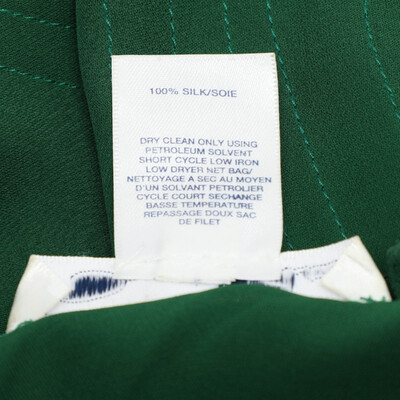 100% SILK/SOIE
DRY CLEAN ONLY USING
PETROLEUM SOLVENT
SHORT CYCLE LOW IRON
LOW DRYER NET BAG/
NETTOYAGE A SEC AU MOYEN
D'UN SOLVANT PETROLIER
CYCLE COURT SECHANGE
BASSE TEMPERATURE
REPASSAGE DOUX SAC
DE FILET